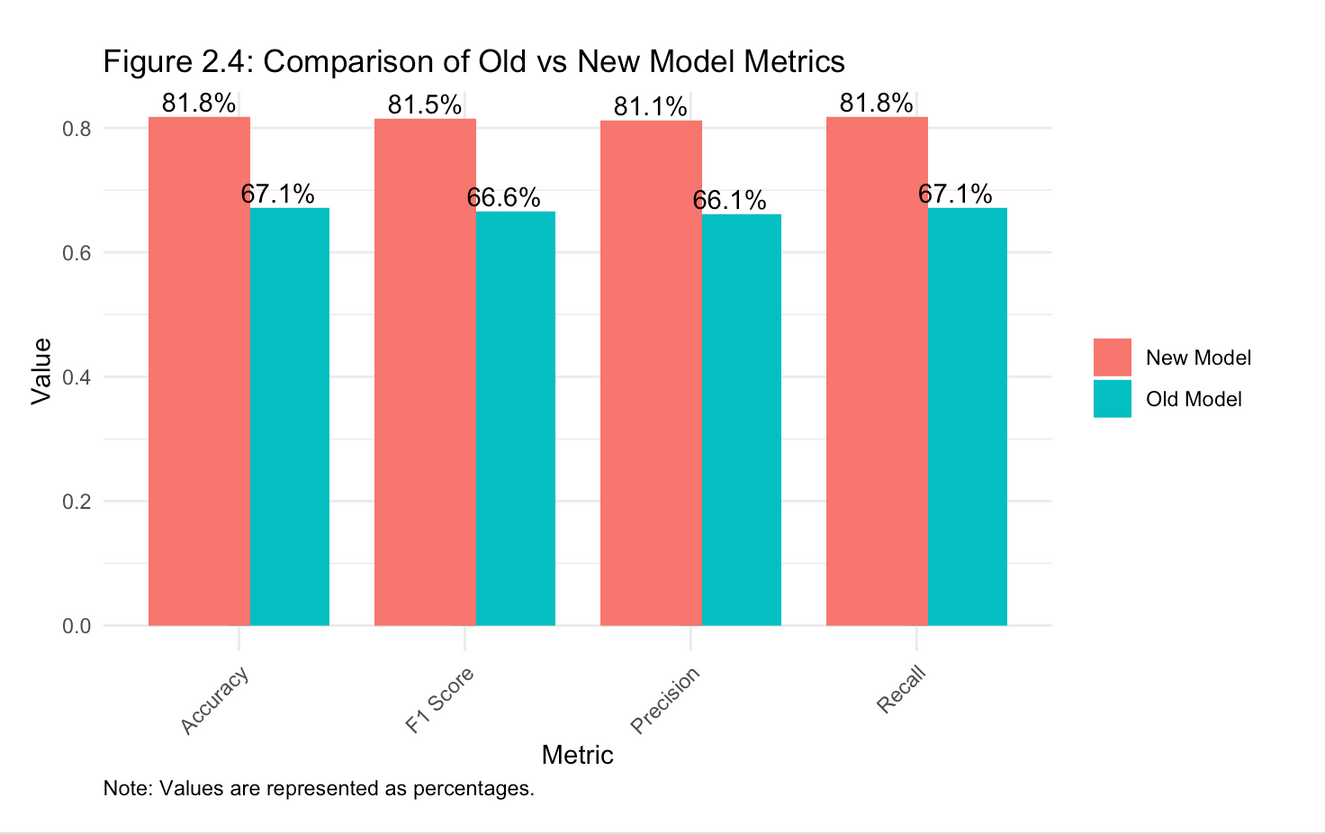 Figure 2.4: Comparison of Old vs New Model Metrics
81.8%
81.5%
81.1%
81.8%
67.1%
66.6%
66.1%
67.1%
0.8
0.6
0.4
0.2
0.0
Value
New Model
Old Model
Accuracy
F1 Score
Precision
Recall
Metric
Note: Values are represented as percentages.